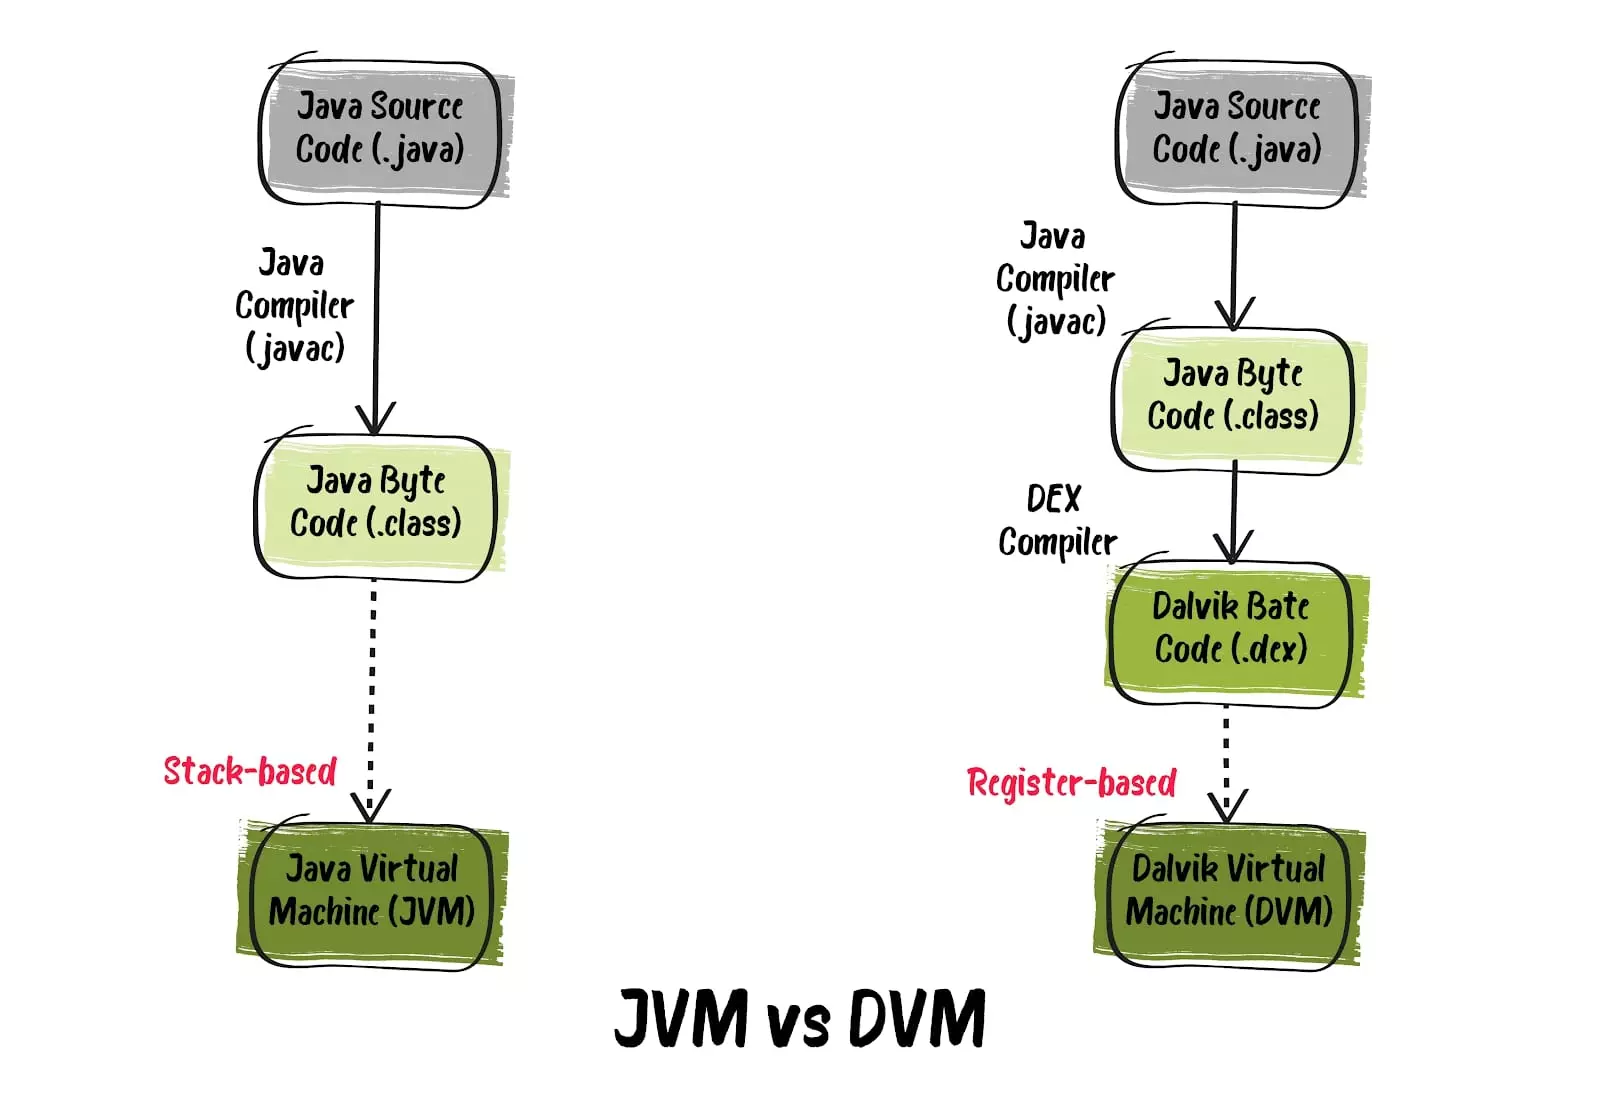 Java Source
Code (.java)
Java
Compiler
(javac)
Java Byte
Code (.class)
Stack-based
Java Virtual
Machine (JVM)
Java Source
Code (.java)
Java
Compiler
(javac)
Java Byte
Code (.class)
DEX
Compiler
Dalvik Bate
Code (.dex)
Register-based
Dalvik Virtual
Machine (DVM)
JVM vs DVM